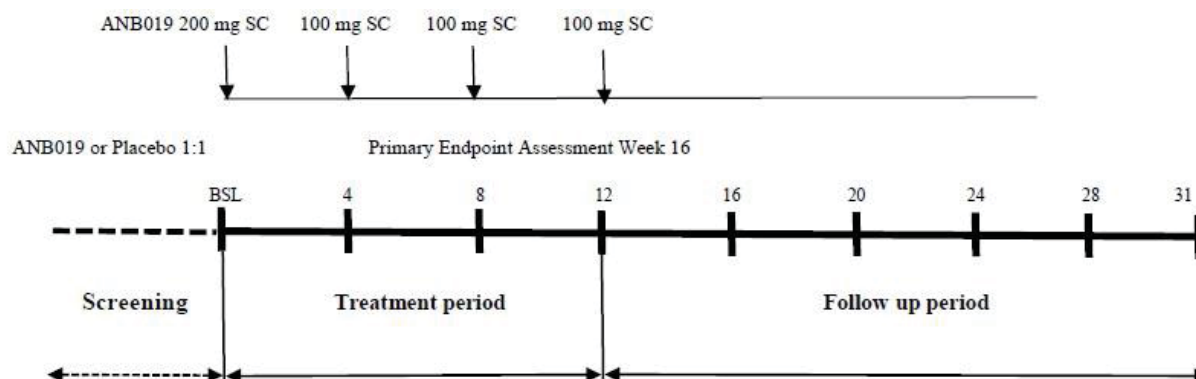 ANB019 200 mg SC 100 mg SC 100 mg SC 100 mg SC
ANB019 or Placebo 1:1 Primary Endpoint Assessment Week 16
BSL 4 8 12 16 20 24 28 31
Screening Treatment period Follow up period